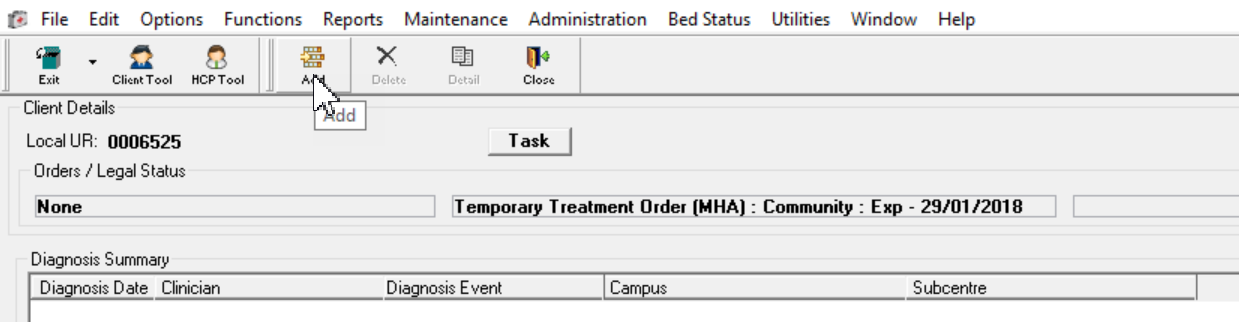 File Edit Options Functions Reports Maintenance Administration Bed Status Utilities Window Help
Exit Client Tool HCP Tool Add Delete Detail Close
Add
Client Details
Local UR: 0006525 Task
Orders / Legal Status
None Temporary Treatment Order (MHA) : Community : Exp - 29/01/2018
Diagnosis Summary
Diagnosis Date Clinician Diagnosis Event Campus Subcentre